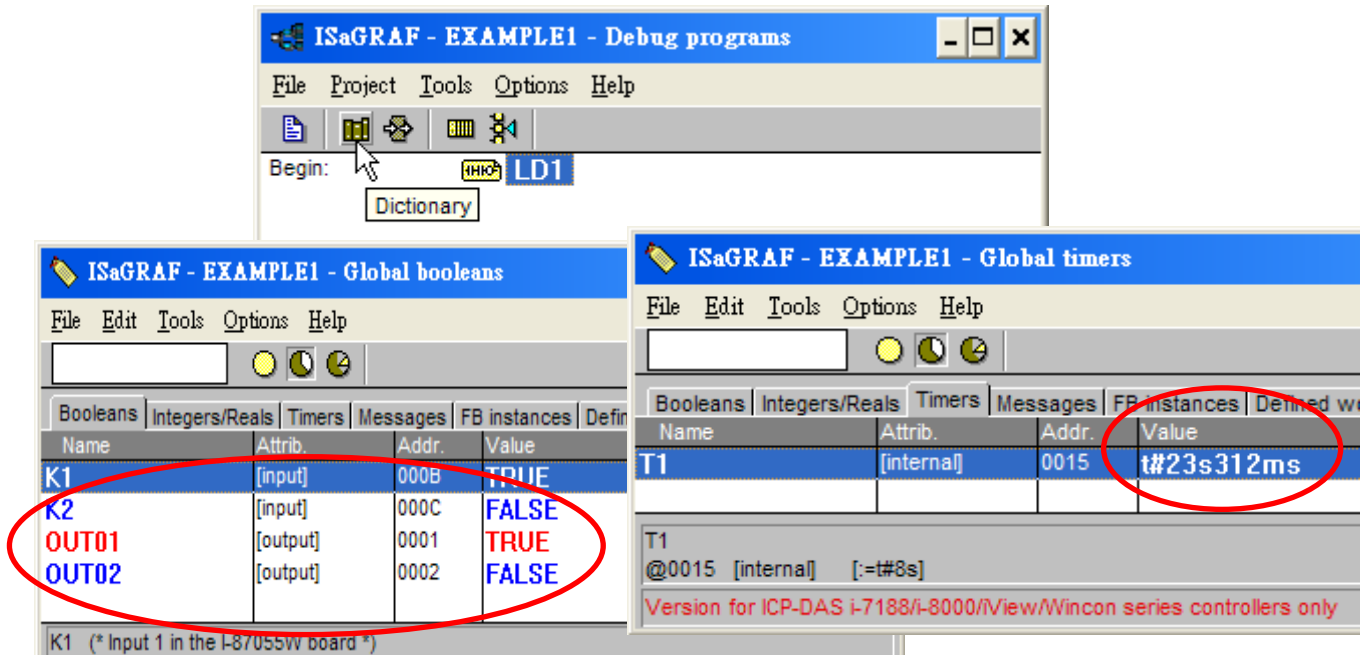 ISaGRAF - EXAMPLE1 - Debug programs
File Project Tools Options Help
Begin: LD1
Dictionary
ISaGRAF - EXAMPLE1 - Global booleans
File Edit Tools Options Help
Booleans Integers/Reals Timers Messages FB instances Defin
Name Attrib. Addr. Value
K1 [input] 000B TRUE
K2 [input] 000C FALSE
OUT01 [output] 0001 TRUE
OUT02 [output] 0002 FALSE
K1 (* Input 1 in the I-87055W board *)
ISaGRAF - EXAMPLE1 - Global timers
File Edit Tools Options Help
Booleans Integers/Reals Timers Messages FB instances Defined wo
Name Attrib. Addr. Value
T1 [internal] 0015 t#23s312ms
T1
@0015 [internal] [:=t#8s]
Version for ICP-DAS i-7188/i-8000/iView/Wincon series controllers only